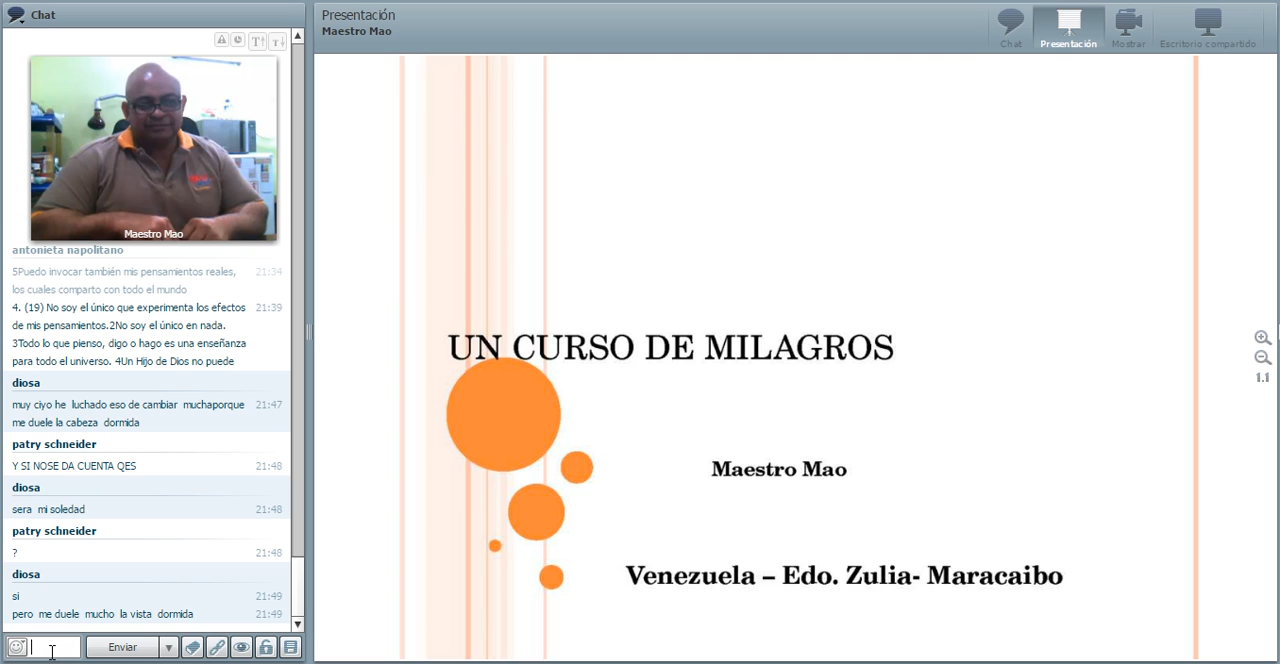 Chat
T↑
T↓
Maestro Mao
antonieta napolitano
5Puedo invocar también mis pensamientos reales, 21:34
los cuales comparto con todo el mundo
4. (19) No soy el único que experimenta los efectos 21:39
de mis pensamientos.2No soy el único en nada.
3Todo lo que pienso, digo o hago es una enseñanza
para todo el universo. 4Un Hijo de Dios no puede
diosa
muy ciyo he luchado eso de cambiar muchaporque 21:47
me duele la cabeza dormida
patry schneider
Y SI NOSE DA CUENTA QES 21:48
diosa
sera mi soledad 21:48
patry schneider
? 21:48
diosa
si 21:49
pero me duele mucho la vista dormida 21:49
Enviar
Presentación
Maestro Mao
Chat
Presentación
Mostrar
Escritorio compartido
UN CURSO DE MILAGROS
Maestro Mao
Venezuela – Edo. Zulia- Maracaibo
1.1